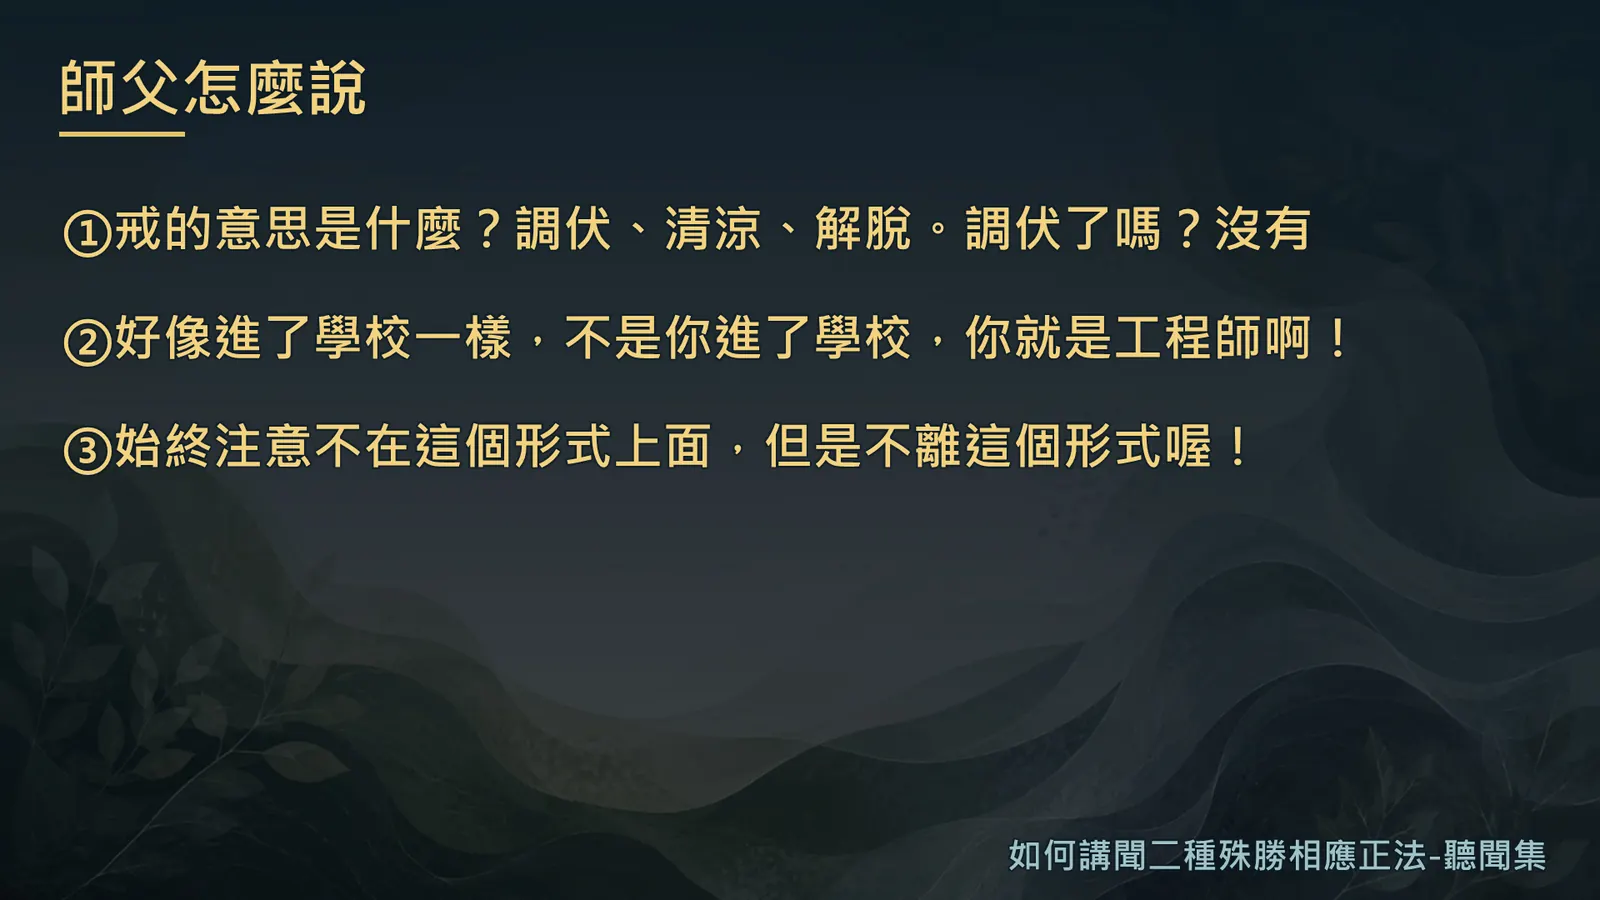 師父怎麼說
①戒的意思是什麼？調伏、清涼、解脫。調伏了嗎？沒有
②好像進了學校一樣，不是你進了學校，你就是工程師啊！
③始終注意不在這個形式上面，但是不離這個形式喔！
如何講聞二種殊勝相應正法-聽聞集